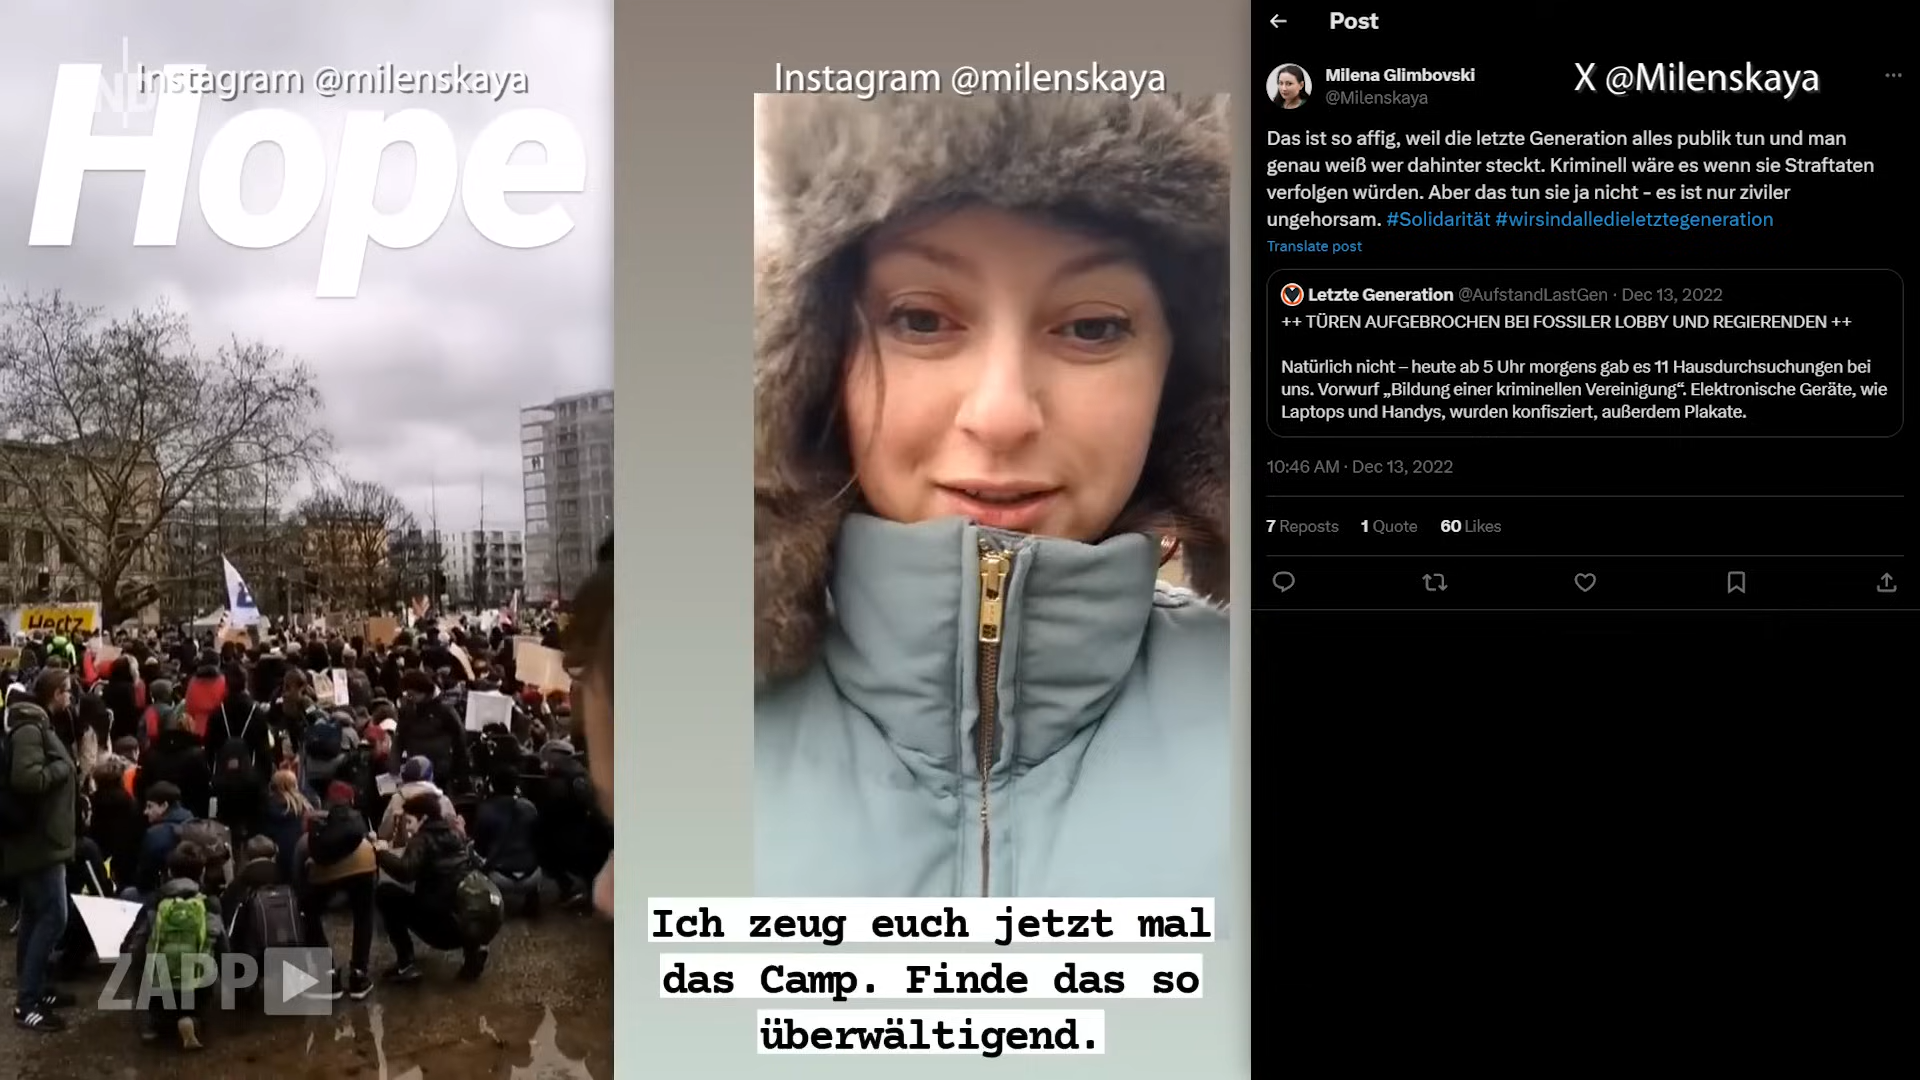 Instagram @milenskaya
Hope
Hertz
ZAPP
Instagram @milenskaya
Ich zeug euch jetzt mal
das Camp. Finde das so
überwältigend.
Post
Milena Glimbovski
@Milenskaya
X @Milenskaya
Das ist so affig, weil die letzte Generation alles publik tun und man
genau weiß wer dahinter steckt. Kriminell wäre es wenn sie Straftaten
verfolgen würden. Aber das tun sie ja nicht - es ist nur ziviler
ungehorsam. #Solidarität #wirsindalledieletztegeneration
Translate post
Letzte Generation @AufstandLastGen · Dec 13, 2022
++ TÜREN AUFGEBROCHEN BEI FOSSILER LOBBY UND REGIERENDEN ++
Natürlich nicht – heute ab 5 Uhr morgens gab es 11 Hausdurchsuchungen bei
uns. Vorwurf „Bildung einer kriminellen Vereinigung“. Elektronische Geräte, wie
Laptops und Handys, wurden konfisziert, außerdem Plakate.
10:46 AM · Dec 13, 2022
7 Reposts 1 Quote 60 Likes